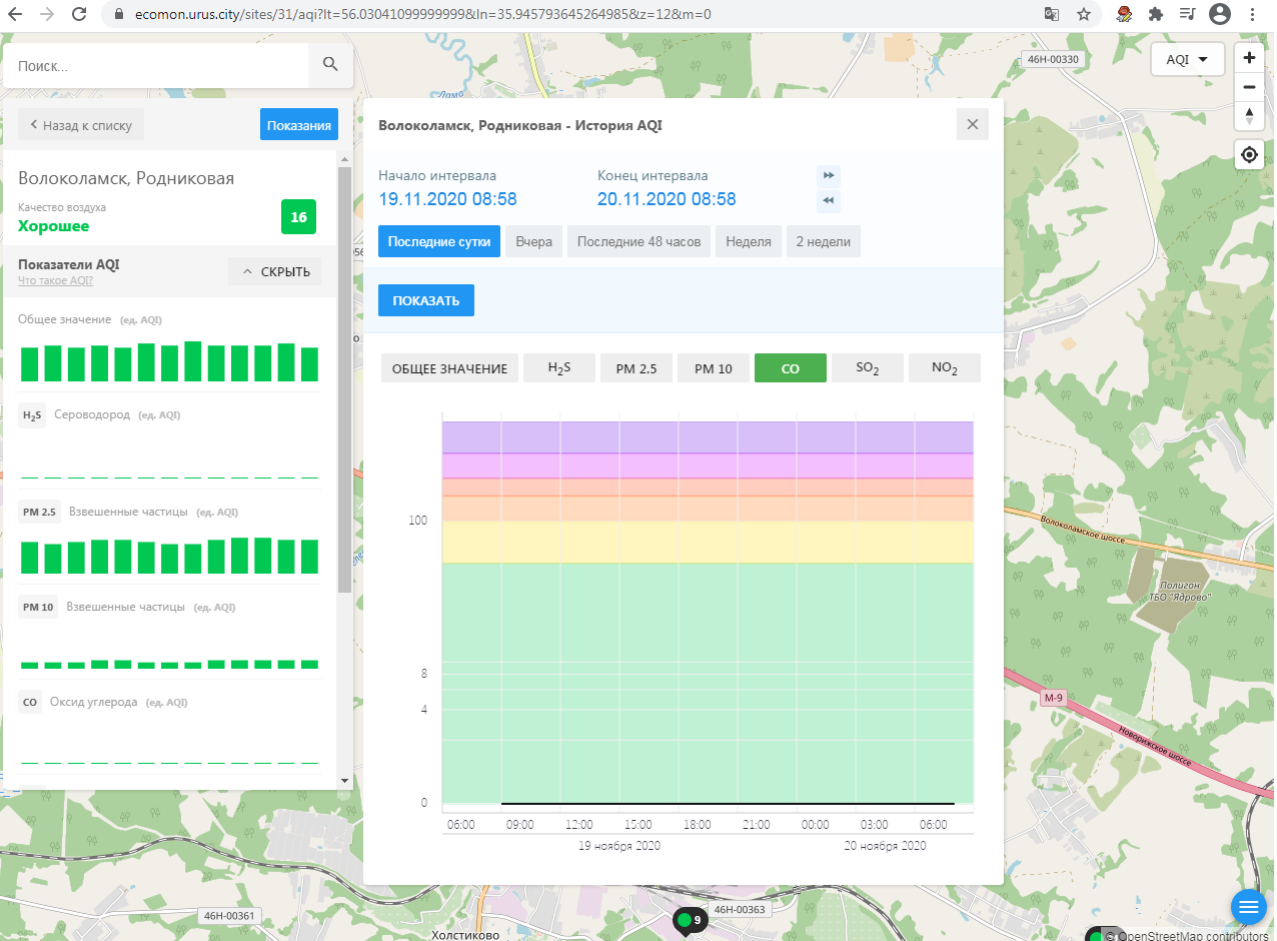 ecomon.urus.city/sites/31/aqi?lt=56.03041099999999&ln=35.945793645264985&z=12&m=0
Поиск...
46Н-00330
AQI
Назад к списку
Показания
Волоколамск, Родниковая - История AQI
Волоколамск, Родниковая
Качество воздуха
Хорошее
16
Начало интервала
Конец интервала
19.11.2020 08:58
20.11.2020 08:58
Последние сутки
Вчера
Последние 48 часов
Неделя
2 недели
Показатели AQI
Что такое AQI?
СКРЫТЬ
ПОКАЗАТЬ
Общее значение (ед. AQI)
ОБЩЕЕ ЗНАЧЕНИЕ
H2S
PM 2.5
PM 10
CO
SO2
NO2
H2S Сероводород (ед. AQI)
PM 2.5 Взвешенные частицы (ед. AQI)
PM 10 Взвешенные частицы (ед. AQI)
CO Оксид углерода (ед. AQI)
100
8
4
0
06:00 09:00 12:00 15:00 18:00 21:00 00:00 03:00 06:00
19 ноября 2020
20 ноября 2020
Волоколамское шоссе
Полигон
ТБО "Ядрово"
М-9
Новорижское шоссе
46Н-00361
46Н-00363
9
Холстиково
© OpenStreetMap contributors